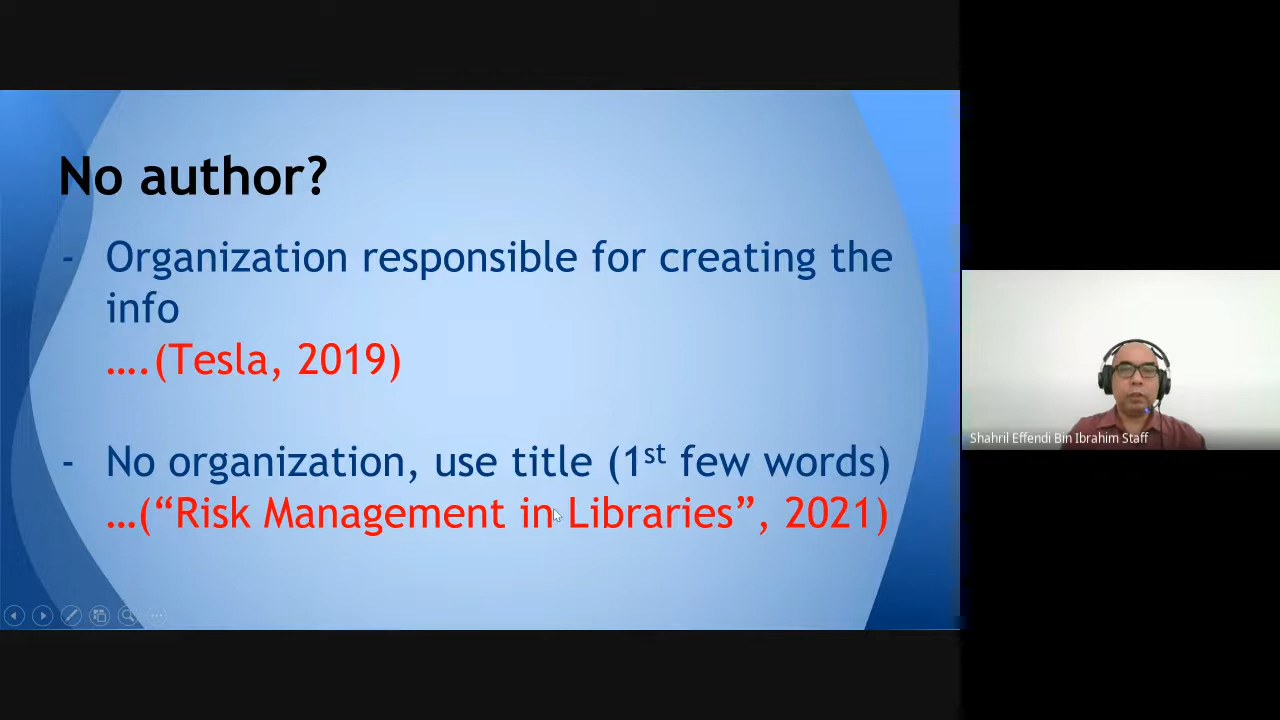 No author?
- Organization responsible for creating the
info
….(Tesla, 2019)
- No organization, use title (1st few words)
…(“Risk Management in Libraries”, 2021)
Shahril Effendi Bin Ibrahim Staff